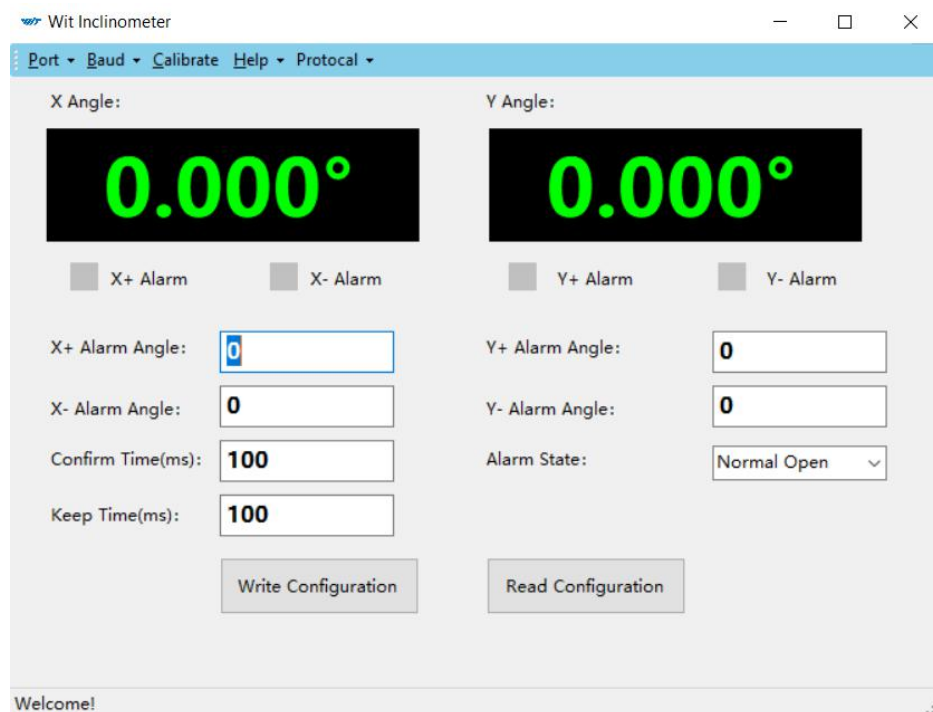 WIT Wit Inclinometer
Port Baud Calibrate Help Protocal
X Angle: Y Angle:
0.000° 0.000°
X+ Alarm X- Alarm Y+ Alarm Y- Alarm
X+ Alarm Angle: 0 Y+ Alarm Angle: 0
X- Alarm Angle: 0 Y- Alarm Angle: 0
Confirm Time(ms): 100 Alarm State: Normal Open
Keep Time(ms): 100
Write Configuration Read Configuration
Welcome!